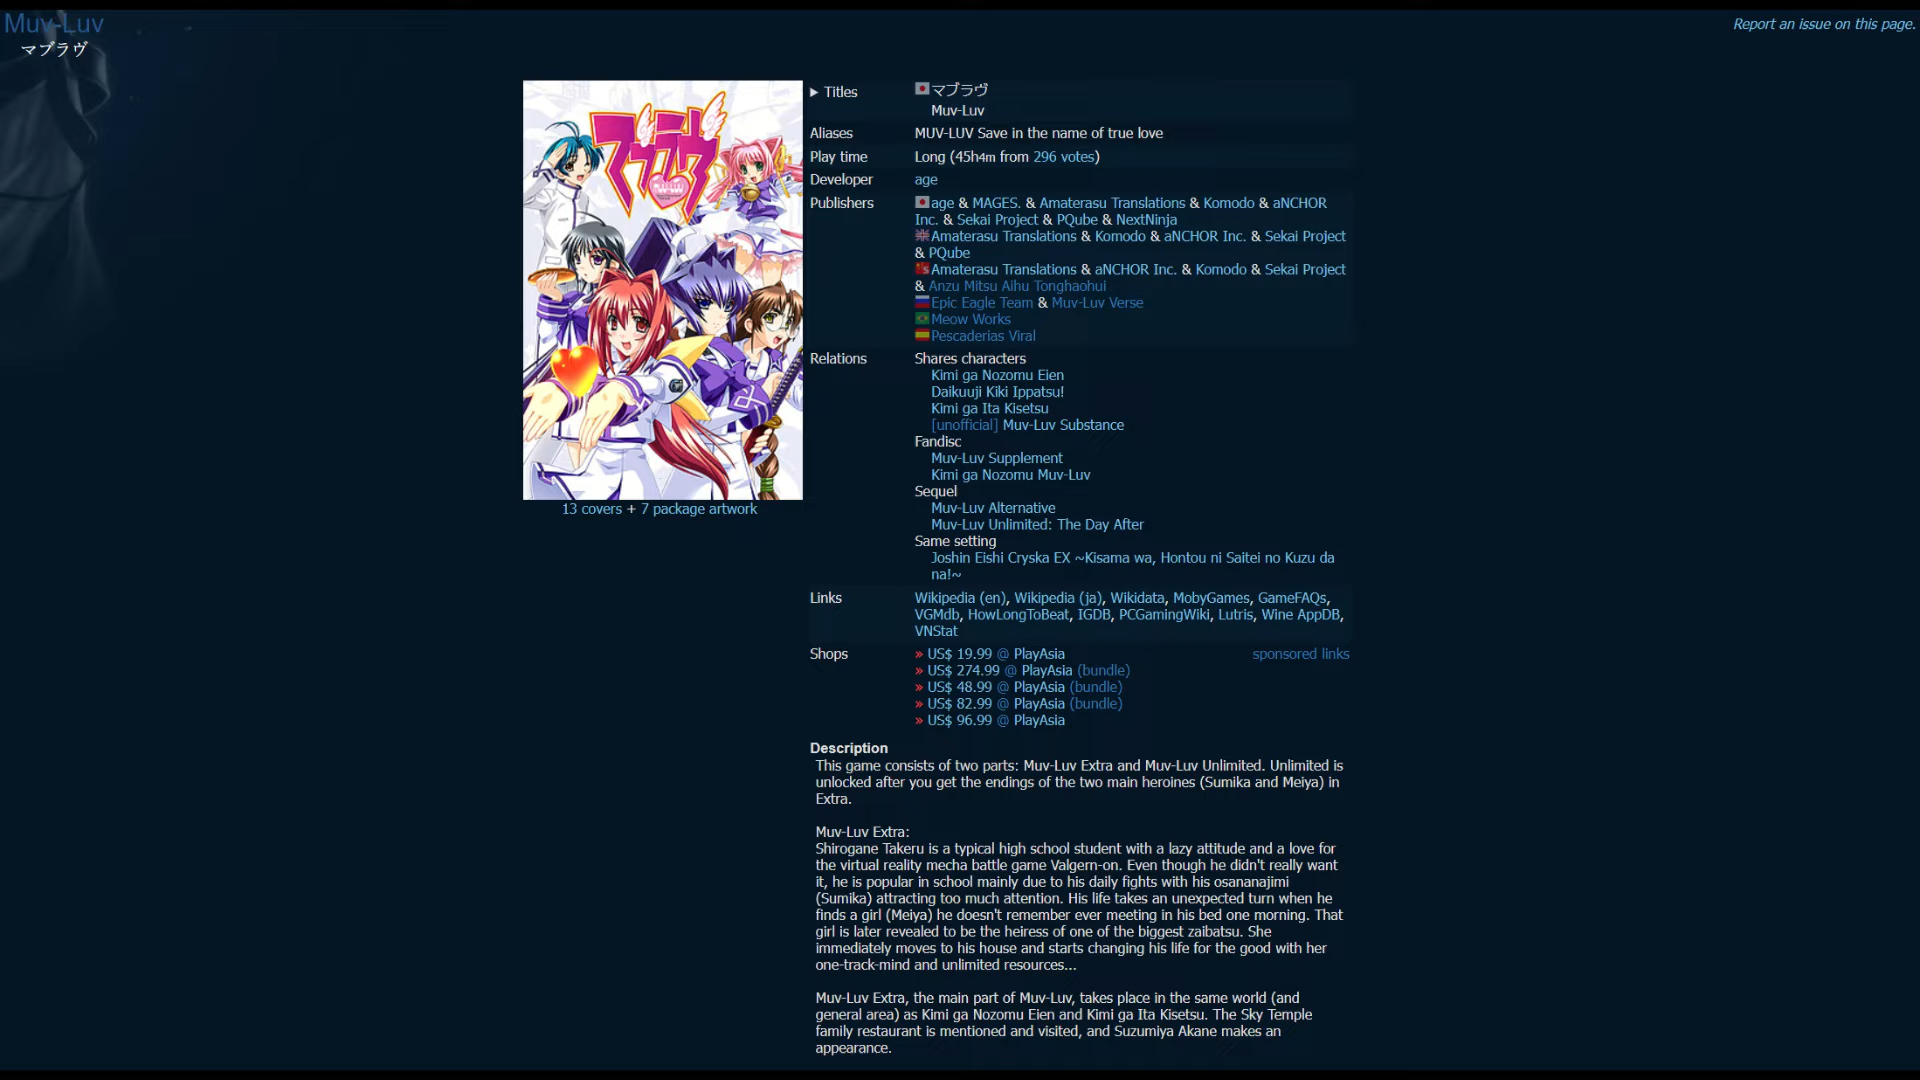 Muv-Luv
マブラヴ
Report an issue on this page.
マブラヴ
MUV-LUV
13 covers + 7 package artwork
▶ Titles
マブラヴ
Muv-Luv
Aliases
MUV-LUV Save in the name of true love
Play time
Long (45h4m from 296 votes)
Developer
age
Publishers
age & MAGES. & Amaterasu Translations & Komodo & aNCHOR
Inc. & Sekai Project & PQube & NextNinja
Amaterasu Translations & Komodo & aNCHOR Inc. & Sekai Project
& PQube
Amaterasu Translations & aNCHOR Inc. & Komodo & Sekai Project
& Anzu Mitsu Aihu Tonghaohui
Epic Eagle Team & Muv-Luv Verse
Meow Works
Pescaderias Viral
Relations
Shares characters
Kimi ga Nozomu Eien
Daikuuji Kiki Ippatsu!
Kimi ga Ita Kisetsu
[unofficial] Muv-Luv Substance
Fandisc
Muv-Luv Supplement
Kimi ga Nozomu Muv-Luv
Sequel
Muv-Luv Alternative
Muv-Luv Unlimited: The Day After
Same setting
Joshin Eishi Cryska EX ~Kisama wa, Hontou ni Saitei no Kuzu da
na!~
Links
Wikipedia (en), Wikipedia (ja), Wikidata, MobyGames, GameFAQs,
VGMdb, HowLongToBeat, IGDB, PCGamingWiki, Lutris, Wine AppDB,
VNStat
Shops
» US$ 19.99 @ PlayAsia
sponsored links
» US$ 274.99 @ PlayAsia (bundle)
» US$ 48.99 @ PlayAsia (bundle)
» US$ 82.99 @ PlayAsia (bundle)
» US$ 96.99 @ PlayAsia
Description
This game consists of two parts: Muv-Luv Extra and Muv-Luv Unlimited. Unlimited is
unlocked after you get the endings of the two main heroines (Sumika and Meiya) in
Extra.
Muv-Luv Extra:
Shirogane Takeru is a typical high school student with a lazy attitude and a love for
the virtual reality mecha battle game Valgern-on. Even though he didn't really want
it, he is popular in school mainly due to his daily fights with his osananajimi
(Sumika) attracting too much attention. His life takes an unexpected turn when he
finds a girl (Meiya) he doesn't remember ever meeting in his bed one morning. That
girl is later revealed to be the heiress of one of the biggest zaibatsu. She
immediately moves to his house and starts changing his life for the good with her
one-track-mind and unlimited resources...
Muv-Luv Extra, the main part of Muv-Luv, takes place in the same world (and
general area) as Kimi ga Nozomu Eien and Kimi ga Ita Kisetsu. The Sky Temple
family restaurant is mentioned and visited, and Suzumiya Akane makes an
appearance.